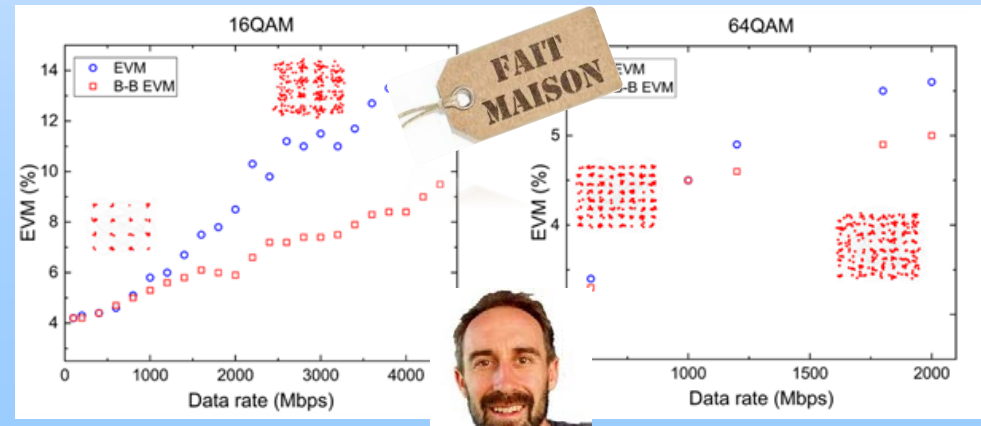 16QAM
14
12
10
8
6
4
EVM (%)
EVM
B-B EVM
0
1000
2000
3000
4000
Data rate (Mbps)
FAIT
MAISON
64QAM
5
4
EVM (%)
EVM
B-B EVM
1000
1500
2000
Data rate (Mbps)